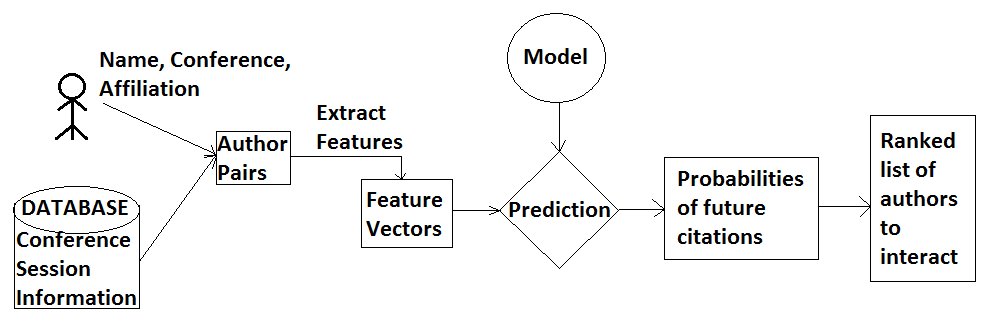 Name, Conference,
Affiliation
DATABASE
Conference
Session
Information
Author
Pairs
Extract
Features
Feature
Vectors
Model
Prediction
Probabilities
of future
citations
Ranked
list of
authors
to
interact